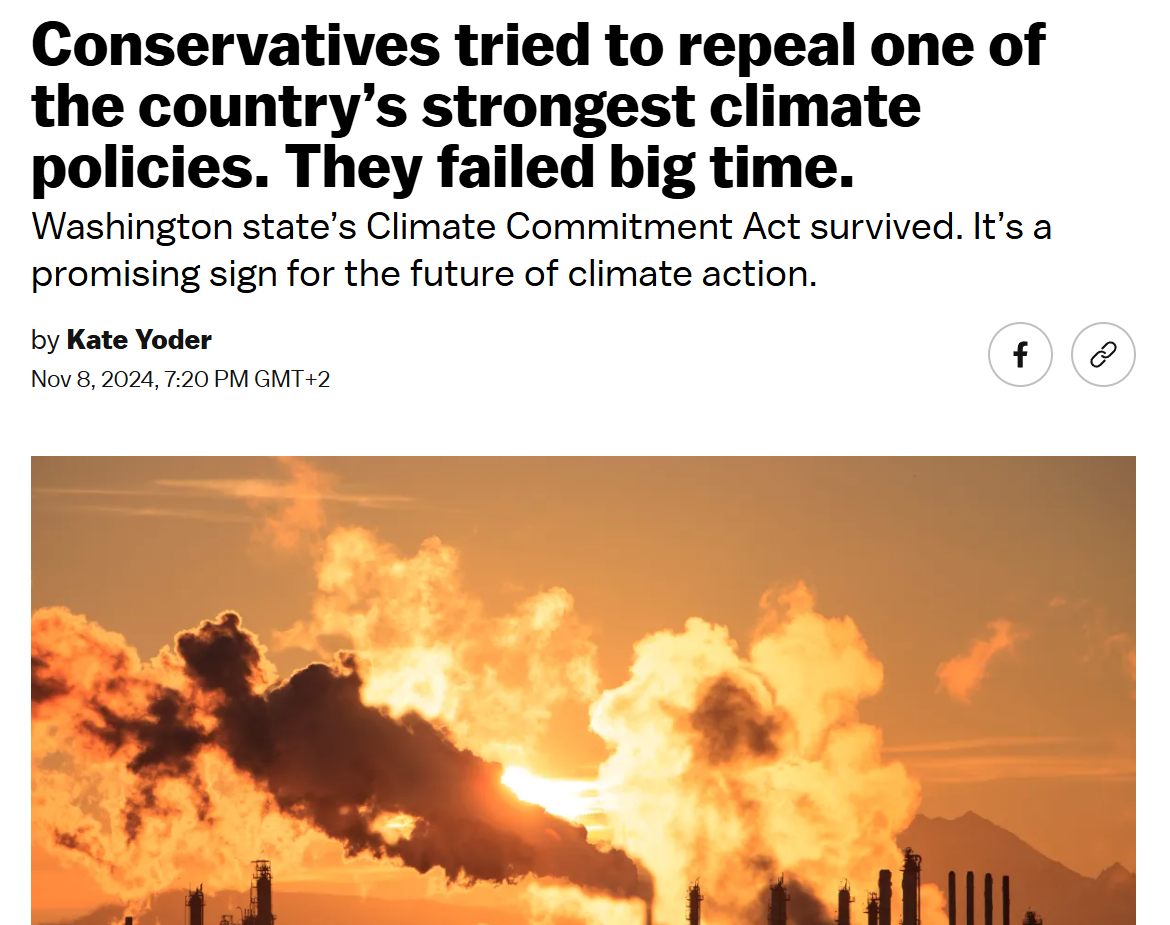 Conservatives tried to repeal one of
the country’s strongest climate
policies. They failed big time.
Washington state’s Climate Commitment Act survived. It’s a
promising sign for the future of climate action.
by Kate Yoder
Nov 8, 2024, 7:20 PM GMT+2